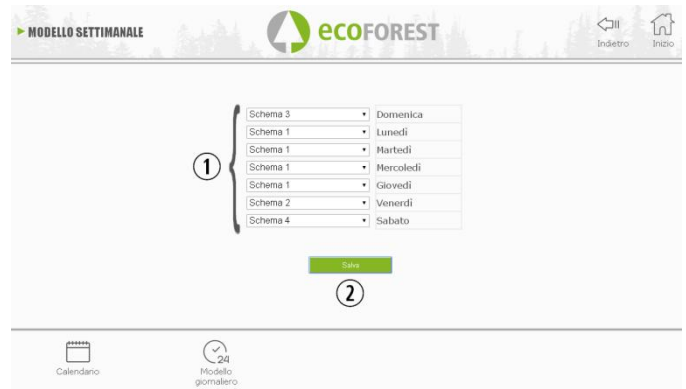 MODELLO SETTIMANALE
ecoFOREST
Indietro
Inizio
1
Schema 3 Domenica
Schema 1 Lunedì
Schema 1 Martedì
Schema 1 Mercoledì
Schema 1 Giovedì
Schema 2 Venerdì
Schema 4 Sabato
Salva
2
Calendario
24
Modello
giornaliero